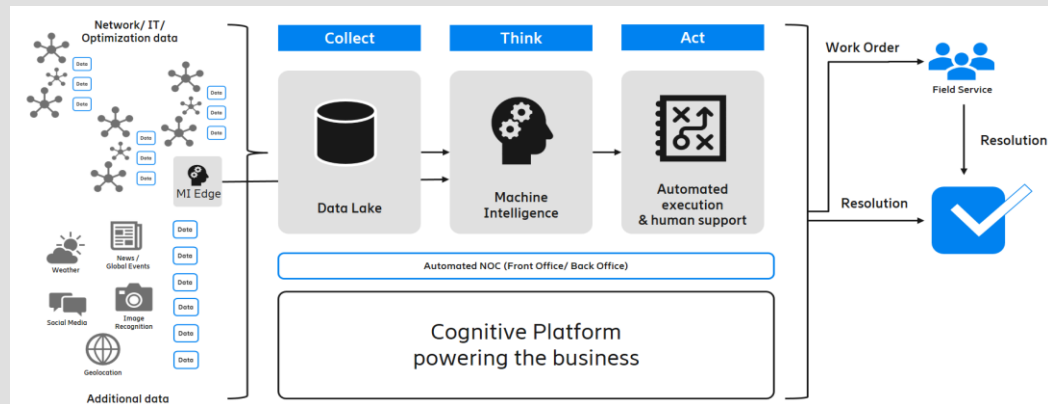 Network/ IT/
Optimization data
Data
Data
Data
Data
Data
Data
Data
Data
Data
MI Edge
Weather
News /
Global Events
Social Media
Image
Recognition
Geolocation
Data
Data
Data
Data
Data
Data
Additional data
Collect
Think
Act
Data Lake
Machine
Intelligence
Automated
execution
& human support
Automated NOC (Front Office/ Back Office)
Cognitive Platform
powering the business
Work Order
Field Service
Resolution
Resolution